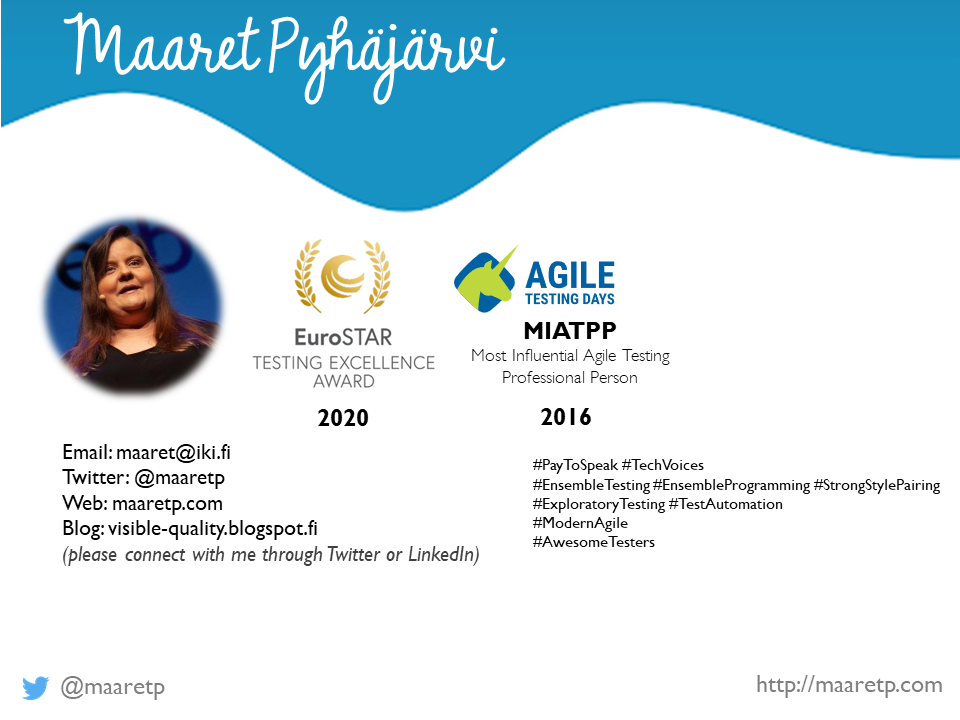 Maaret Pyhäjärvi
EuroSTAR
TESTING EXCELLENCE
AWARD
2020
AGILE
TESTING DAYS
MIATPP
Most Influential Agile Testing
Professional Person
2016
Email: maaret@iki.fi
Twitter: @maaretp
Web: maaretp.com
Blog: visible-quality.blogspot.fi
(please connect with me through Twitter or LinkedIn)
#PayToSpeak #TechVoices
#EnsembleTesting #EnsembleProgramming #StrongStylePairing
#ExploratoryTesting #TestAutomation
#ModernAgile
#AwesomeTesters
@maaretp
http://maaretp.com